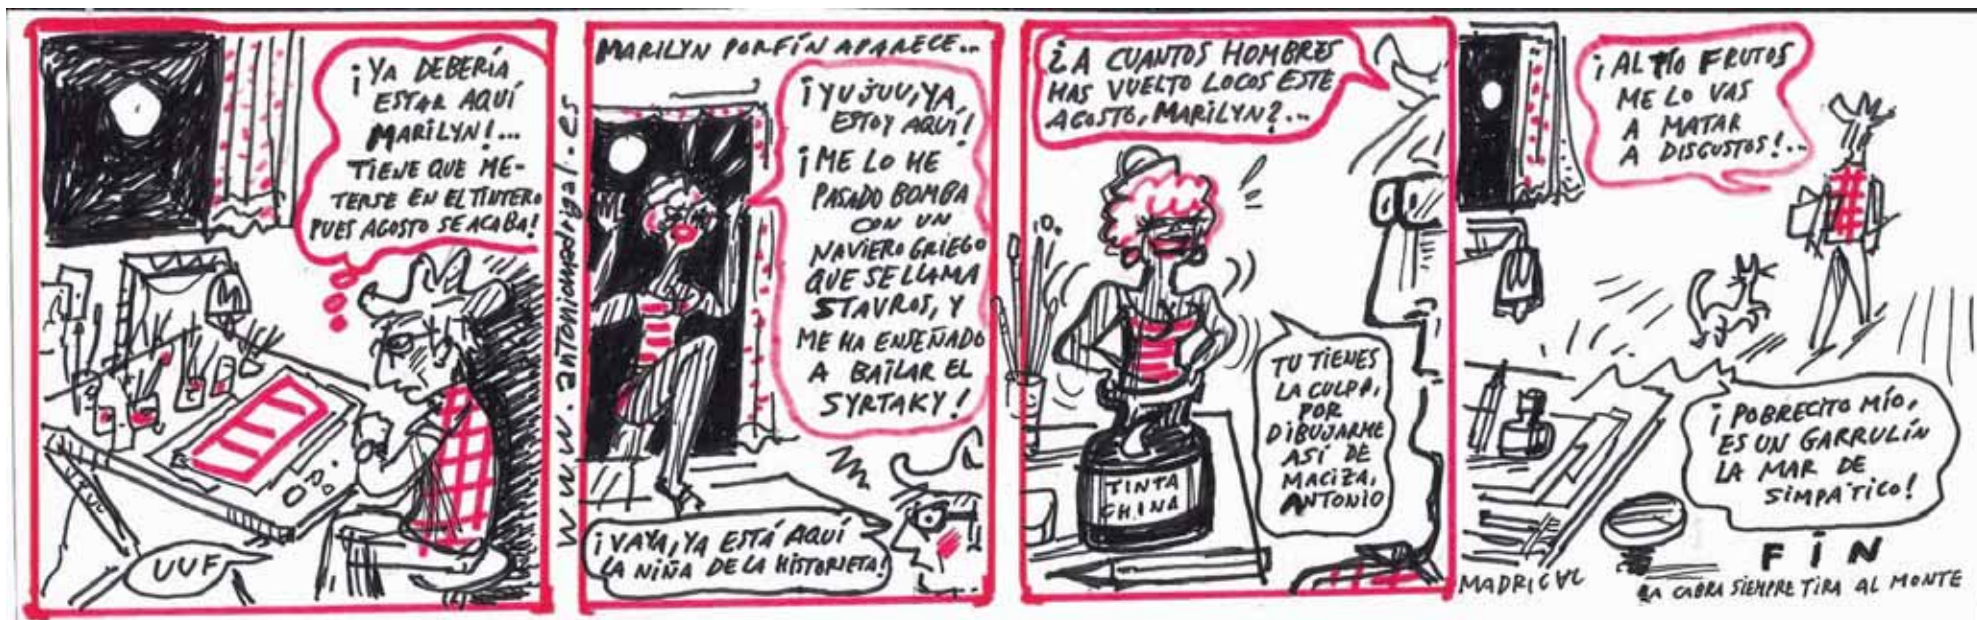 ¡YA DEBERÍA
ESTAR AQUÍ
MARILYN!...
TIENE QUE ME-
TERSE EN EL TINTERO
PUES AGOSTO SE ACABA!
UUF
www.antoniomadrigal.es
MARILYN POR FÍN APARECE...
¡YUJUU, YA,
ESTOY AQUÍ!
¡ME LO HE
PASADO BOMBA
CON UN
NAVIERO GRIEGO
QUE SE LLAMA
STAVROS, Y
ME HA ENSEÑADO
A BAILAR EL
SYRTAKY!
¡VAYA, YA ESTÁ AQUÍ
LA NIÑA DE LA HISTORIETA!
¿A CUANTOS HOMBRES
HAS VUELTO LOCOS ESTE
AGOSTO, MARILYN?...
TU TIENES
LA CULPA,
POR
DIBUJARME
ASI DE
MACIZA,
ANTONIO
TINTA
CHINA
¡AL TÍO FRUTOS
ME LO VAS
A MATAR
A DISGUSTOS!..
¡POBRECITO MÍO,
ES UN GARRULÍN
LA MAR DE
SIMPÁTICO!
FIN
MADRIGAL
LA CABRA SIEMPRE TIRA AL MONTE